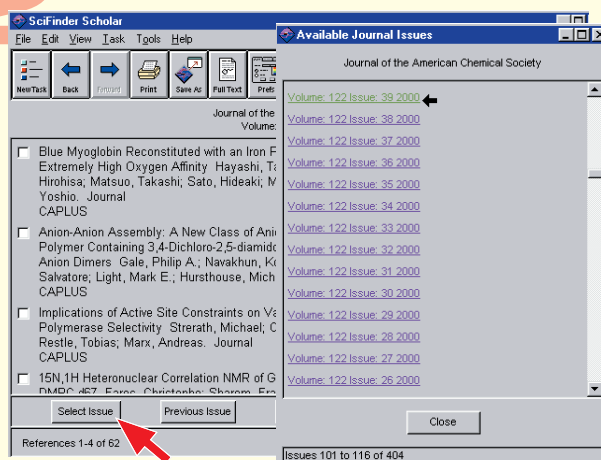 SciFinder Scholar
File Edit View Task Tools Help
New Task Back Forward Print Save As Full Text Prefs
Journal of the
Volume:
Blue Myoglobin Reconstituted with an Iron P
Extremely High Oxygen Affinity Hayashi, Ta
Hirohisa; Matsuo, Takashi; Sato, Hideaki; M
Yoshio. Journal
CAPLUS
Anion-Anion Assembly: A New Class of Ani
Polymer Containing 3,4-Dichloro-2,5-diamido
Anion Dimers Gale, Philip A.; Navakhun, Ko
Salvatore; Light, Mark E.; Hursthouse, Mich
CAPLUS
Implications of Active Site Constraints on Va
Polymerase Selectivity Strerath, Michael; C
Restle, Tobias; Marx, Andreas. Journal
CAPLUS
15N,1H Heteronuclear Correlation NMR of G
Select Issue Previous Issue
References 1-4 of 62
Available Journal Issues
Journal of the American Chemical Society
Volume: 122 Issue: 39 2000
Volume: 122 Issue: 38 2000
Volume: 122 Issue: 37 2000
Volume: 122 Issue: 36 2000
Volume: 122 Issue: 35 2000
Volume: 122 Issue: 34 2000
Volume: 122 Issue: 33 2000
Volume: 122 Issue: 32 2000
Volume: 122 Issue: 31 2000
Volume: 122 Issue: 30 2000
Volume: 122 Issue: 29 2000
Volume: 122 Issue: 28 2000
Volume: 122 Issue: 27 2000
Volume: 122 Issue: 26 2000
Close
Issues 101 to 116 of 404